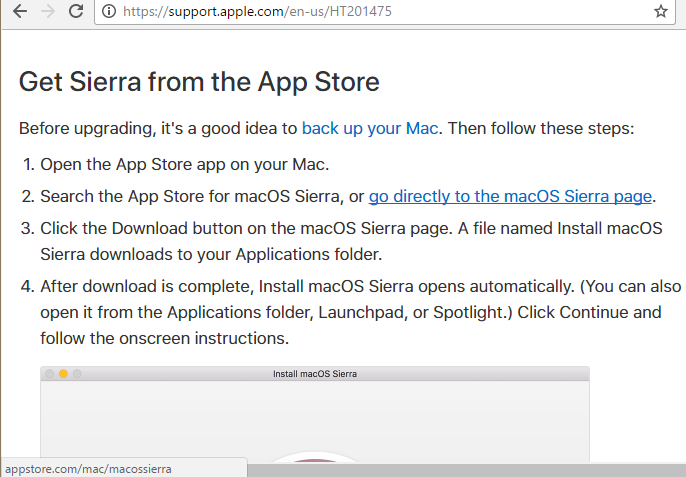 https://support.apple.com/en-us/HT201475
Get Sierra from the App Store
Before upgrading, it's a good idea to back up your Mac. Then follow these steps:
1. Open the App Store app on your Mac.
2. Search the App Store for macOS Sierra, or go directly to the macOS Sierra page.
3. Click the Download button on the macOS Sierra page. A file named Install macOS
Sierra downloads to your Applications folder.
4. After download is complete, Install macOS Sierra opens automatically. (You can also
open it from the Applications folder, Launchpad, or Spotlight.) Click Continue and
follow the onscreen instructions.
Install macOS Sierra
appstore.com/mac/macossierra